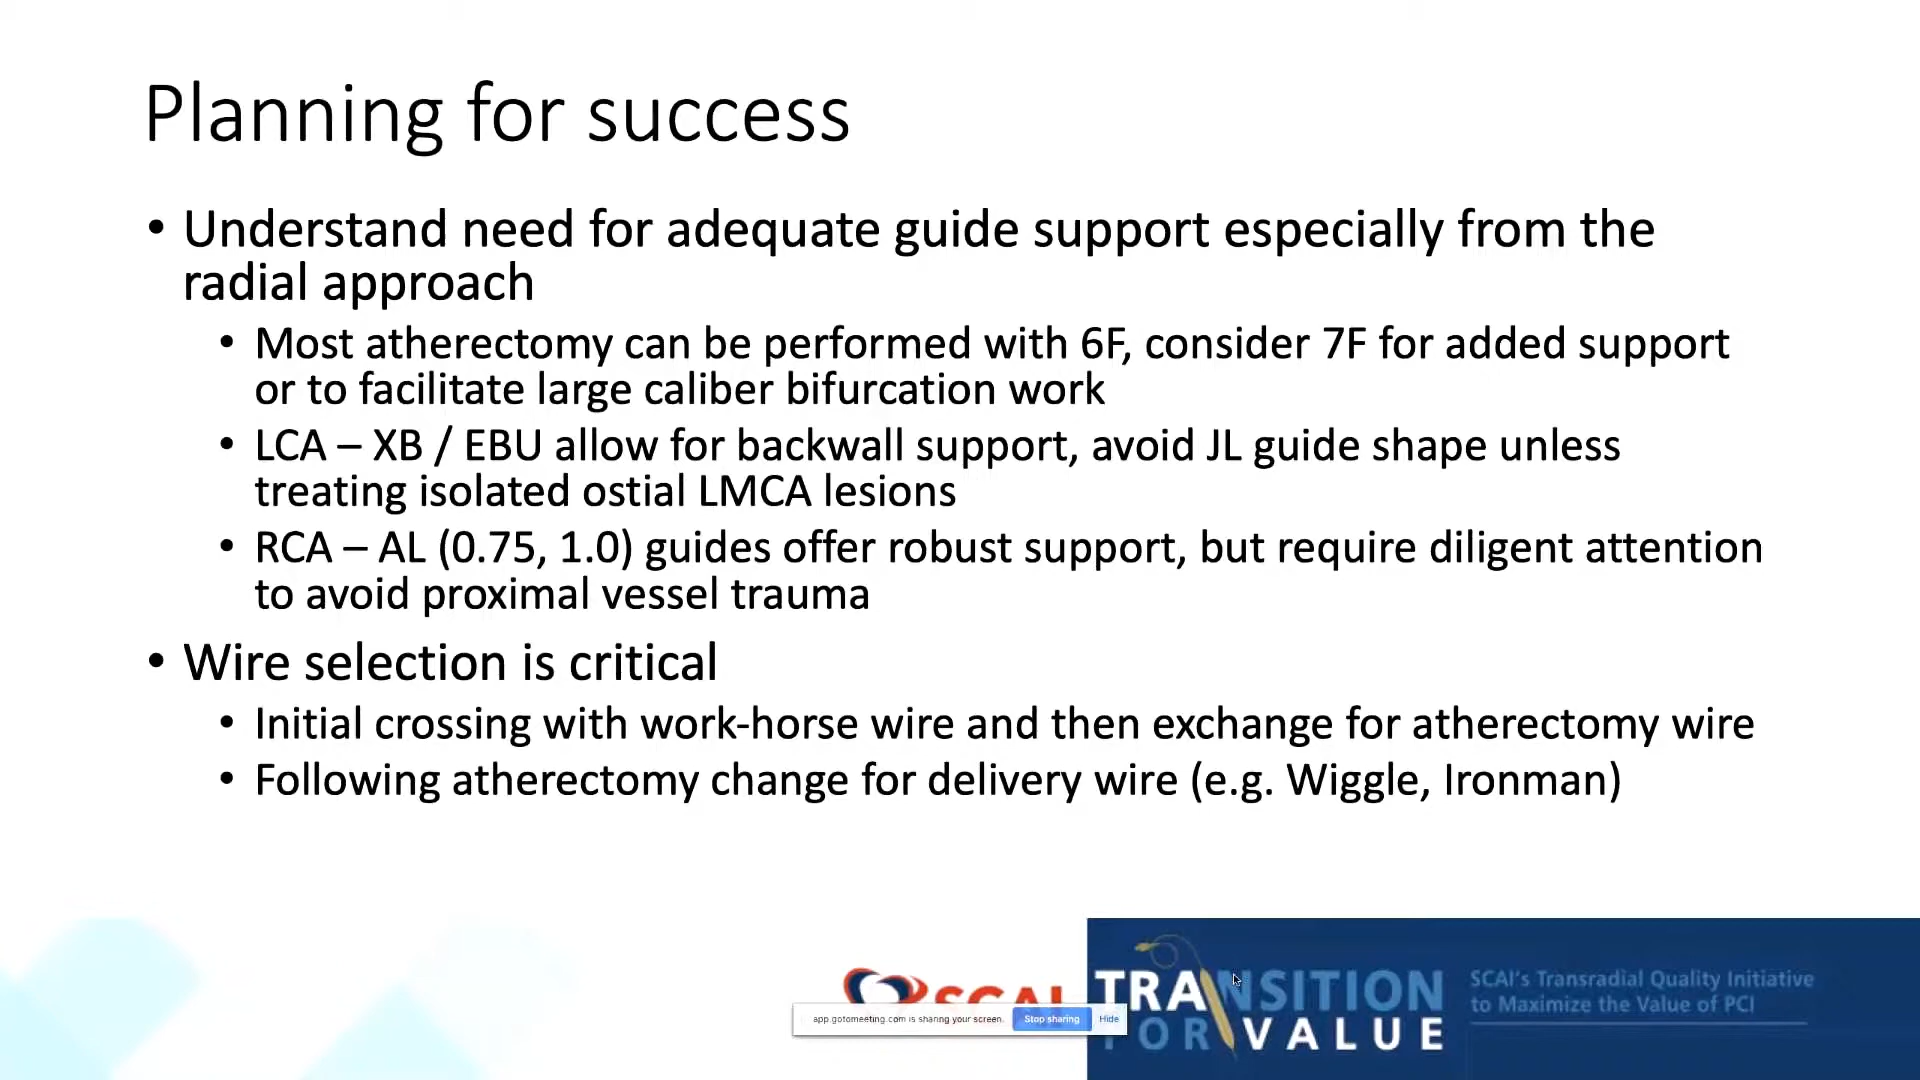 Planning for success
• Understand need for adequate guide support especially from the
radial approach
• Most atherectomy can be performed with 6F, consider 7F for added support
or to facilitate large caliber bifurcation work
• LCA – XB / EBU allow for backwall support, avoid JL guide shape unless
treating isolated ostial LMCA lesions
• RCA – AL (0.75, 1.0) guides offer robust support, but require diligent attention
to avoid proximal vessel trauma
• Wire selection is critical
• Initial crossing with work-horse wire and then exchange for atherectomy wire
• Following atherectomy change for delivery wire (e.g. Wiggle, Ironman)
SCAI
TRANSITION
FOR VALUE
SCAI's Transradial Quality Initiative
to Maximize the Value of PCI
app.gotomeeting.com is sharing your screen. Stop sharing Hide